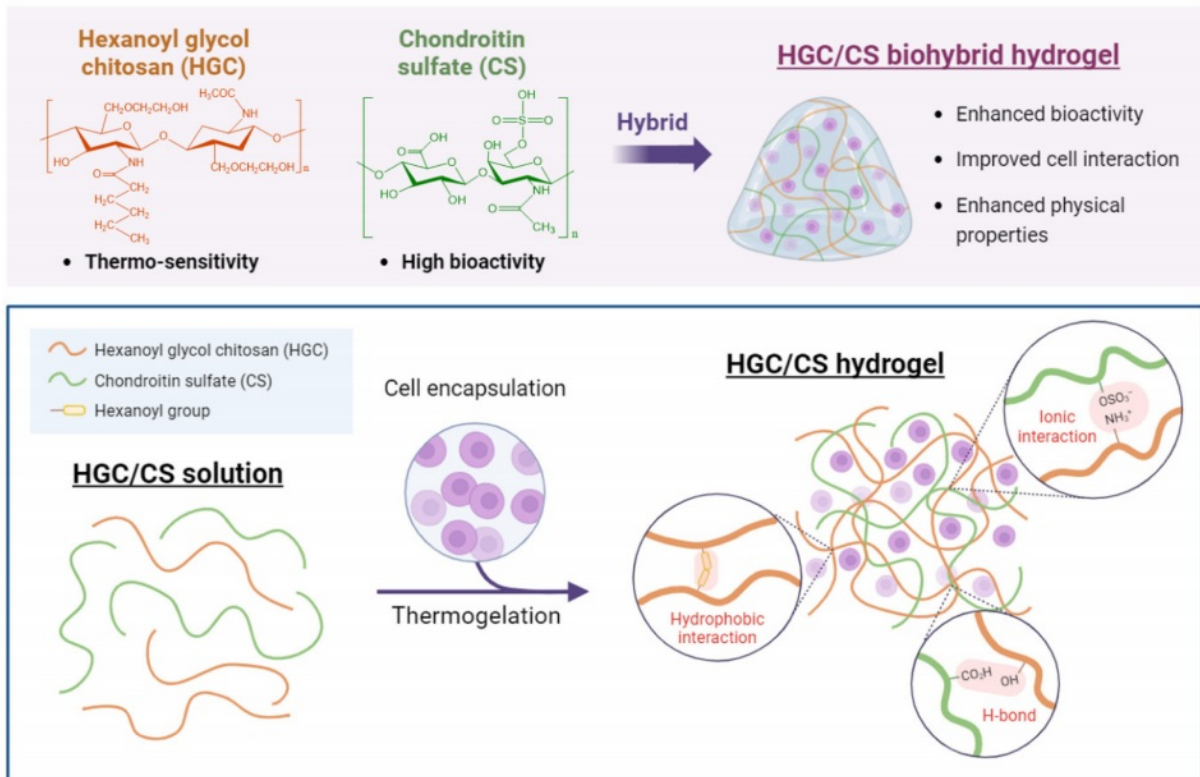 Hexanoyl glycol
chitosan (HGC)
H₃COC
CH₂OCH₂CH₂OH
NH
O
O
O
O
HO
NH
CH₂OCH₂CH₂OH
n
O
CH₂
H₂C
CH₂
H₂C
CH₃
• Thermo-sensitivity
Chondroitin
sulfate (CS)
OH
O=S=O
O
OH
O
OH
O
O
O
O
HO
OH
NH
O
CH₃
n
• High bioactivity
Hybrid
HGC/CS biohybrid hydrogel
• Enhanced bioactivity
• Improved cell interaction
• Enhanced physical
properties
Hexanoyl glycol chitosan (HGC)
Chondroitin sulfate (CS)
Hexanoyl group
HGC/CS solution
Cell encapsulation
Thermogelation
HGC/CS hydrogel
OSO₃⁻
NH₃⁺
Ionic
interaction
Hydrophobic
interaction
CO₂H
OH
H-bond